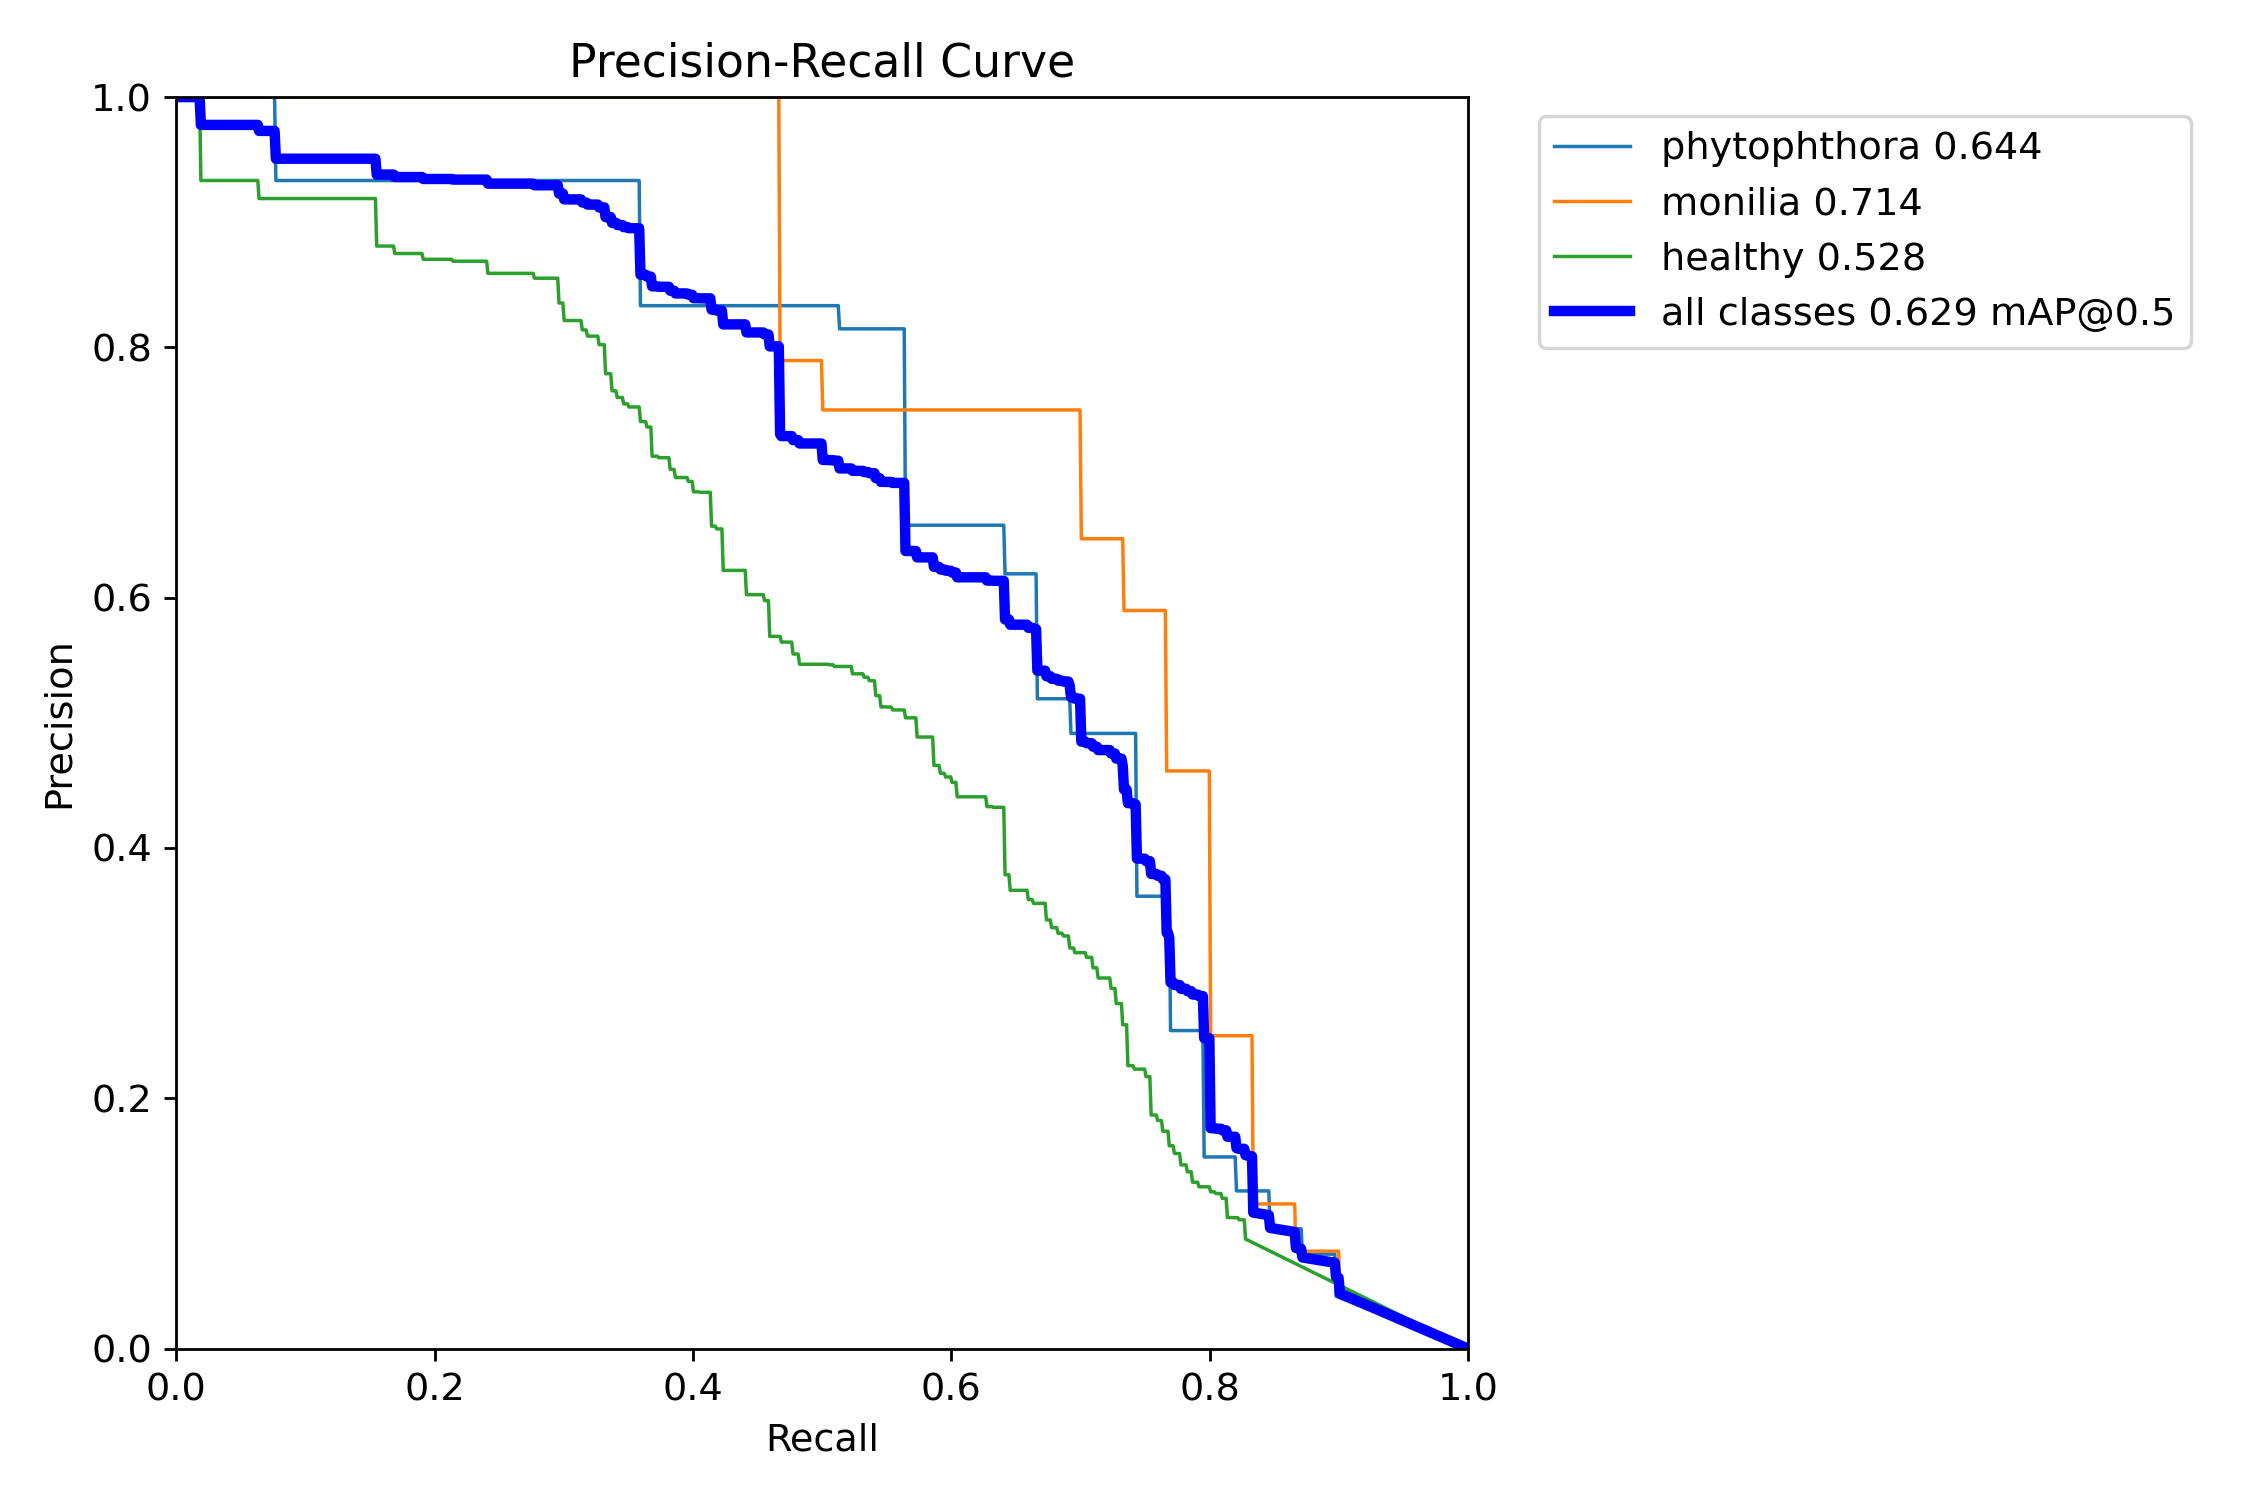 Precision-Recall Curve
1.0
0.8
0.6
0.4
0.2
0.0
Precision
0.0 0.2 0.4 0.6 0.8 1.0
Recall
phytophthora 0.644
monilia 0.714
healthy 0.528
all classes 0.629 mAP@0.5